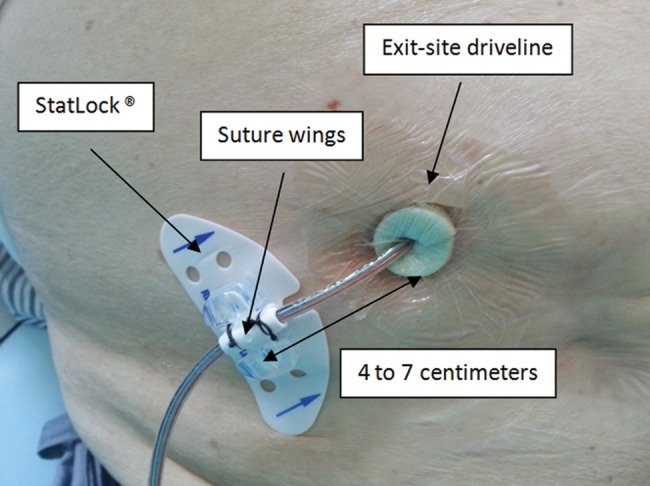 Exit-site driveline
StatLock ®
Suture wings
4 to 7 centimeters